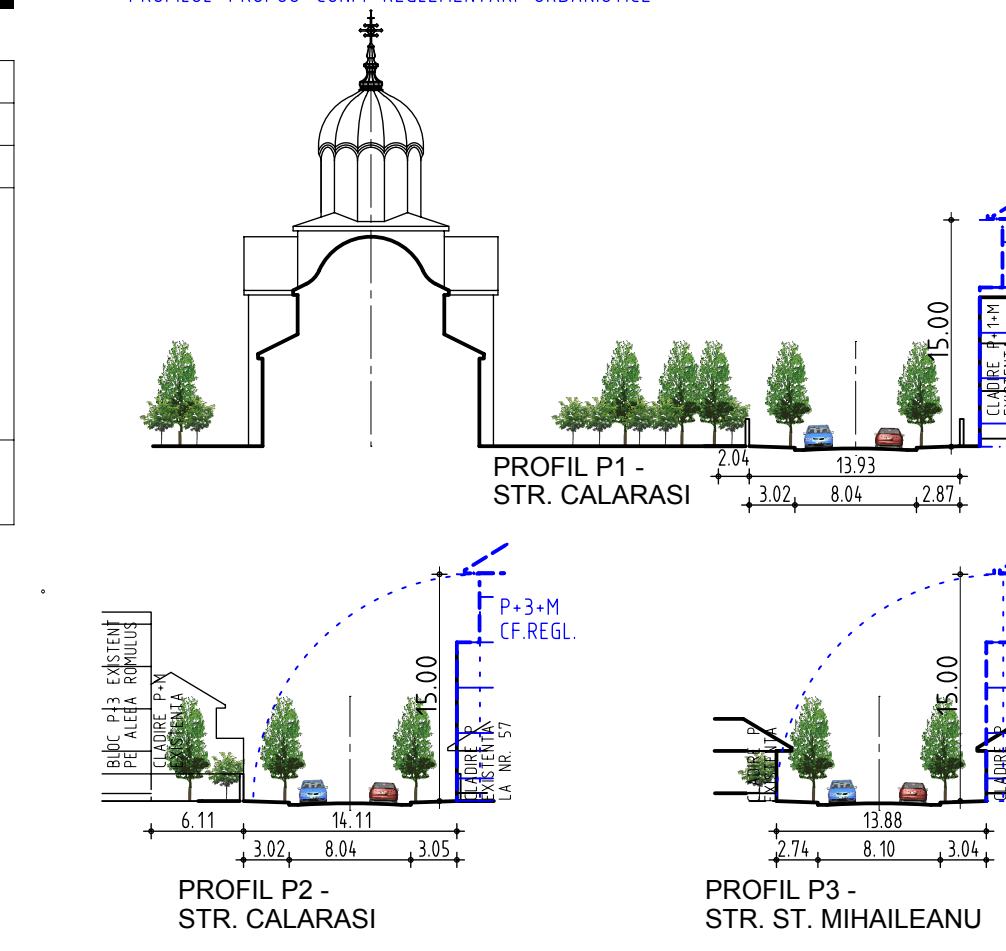 15.00
CLADIRE P+1+M
2.04
13.93
3.02
8.04
2.87
PROFIL P1 -
STR. CALARASI
BLOC P+3 EXISTENT
PE ALEEA ROMULUS
CLADIRE P+M
EXISTENTA
15.00
P+3+M
CF.REGL.
CLADIRE P
EXISTENTA
LA NR. 57
6.11
14.11
3.02
8.04
3.05
PROFIL P2 -
STR. CALARASI
CLADIRE P
EXISTENTA
15.00
CLADIRE P
13.88
2.74
8.10
3.04
PROFIL P3 -
STR. ST. MIHAILEANU